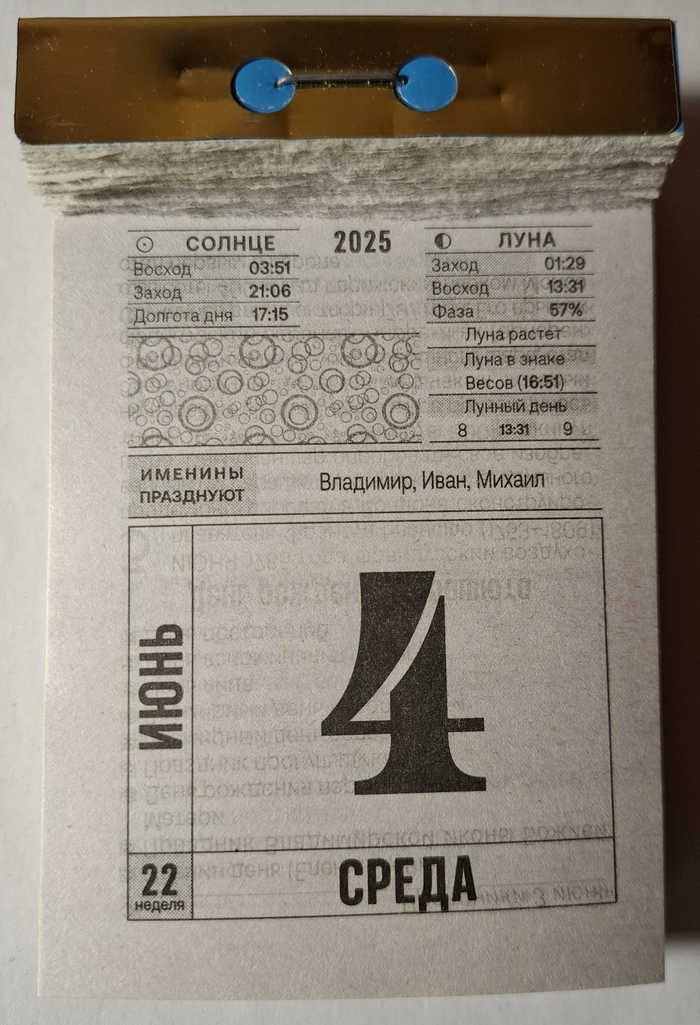 СОЛНЦЕ
Восход 03:51
Заход 21:06
Долгота дня 17:15
2025
ЛУНА
Заход 01:29
Восход 13:31
Фаза 57%
Луна растет
Луна в знаке
Весов (16:51)
Лунный день
8 13:31 9
ИМЕНИНЫ
ПРАЗДНУЮТ
Владимир, Иван, Михаил
ИЮНЬ
4
22
неделя
СРЕДА